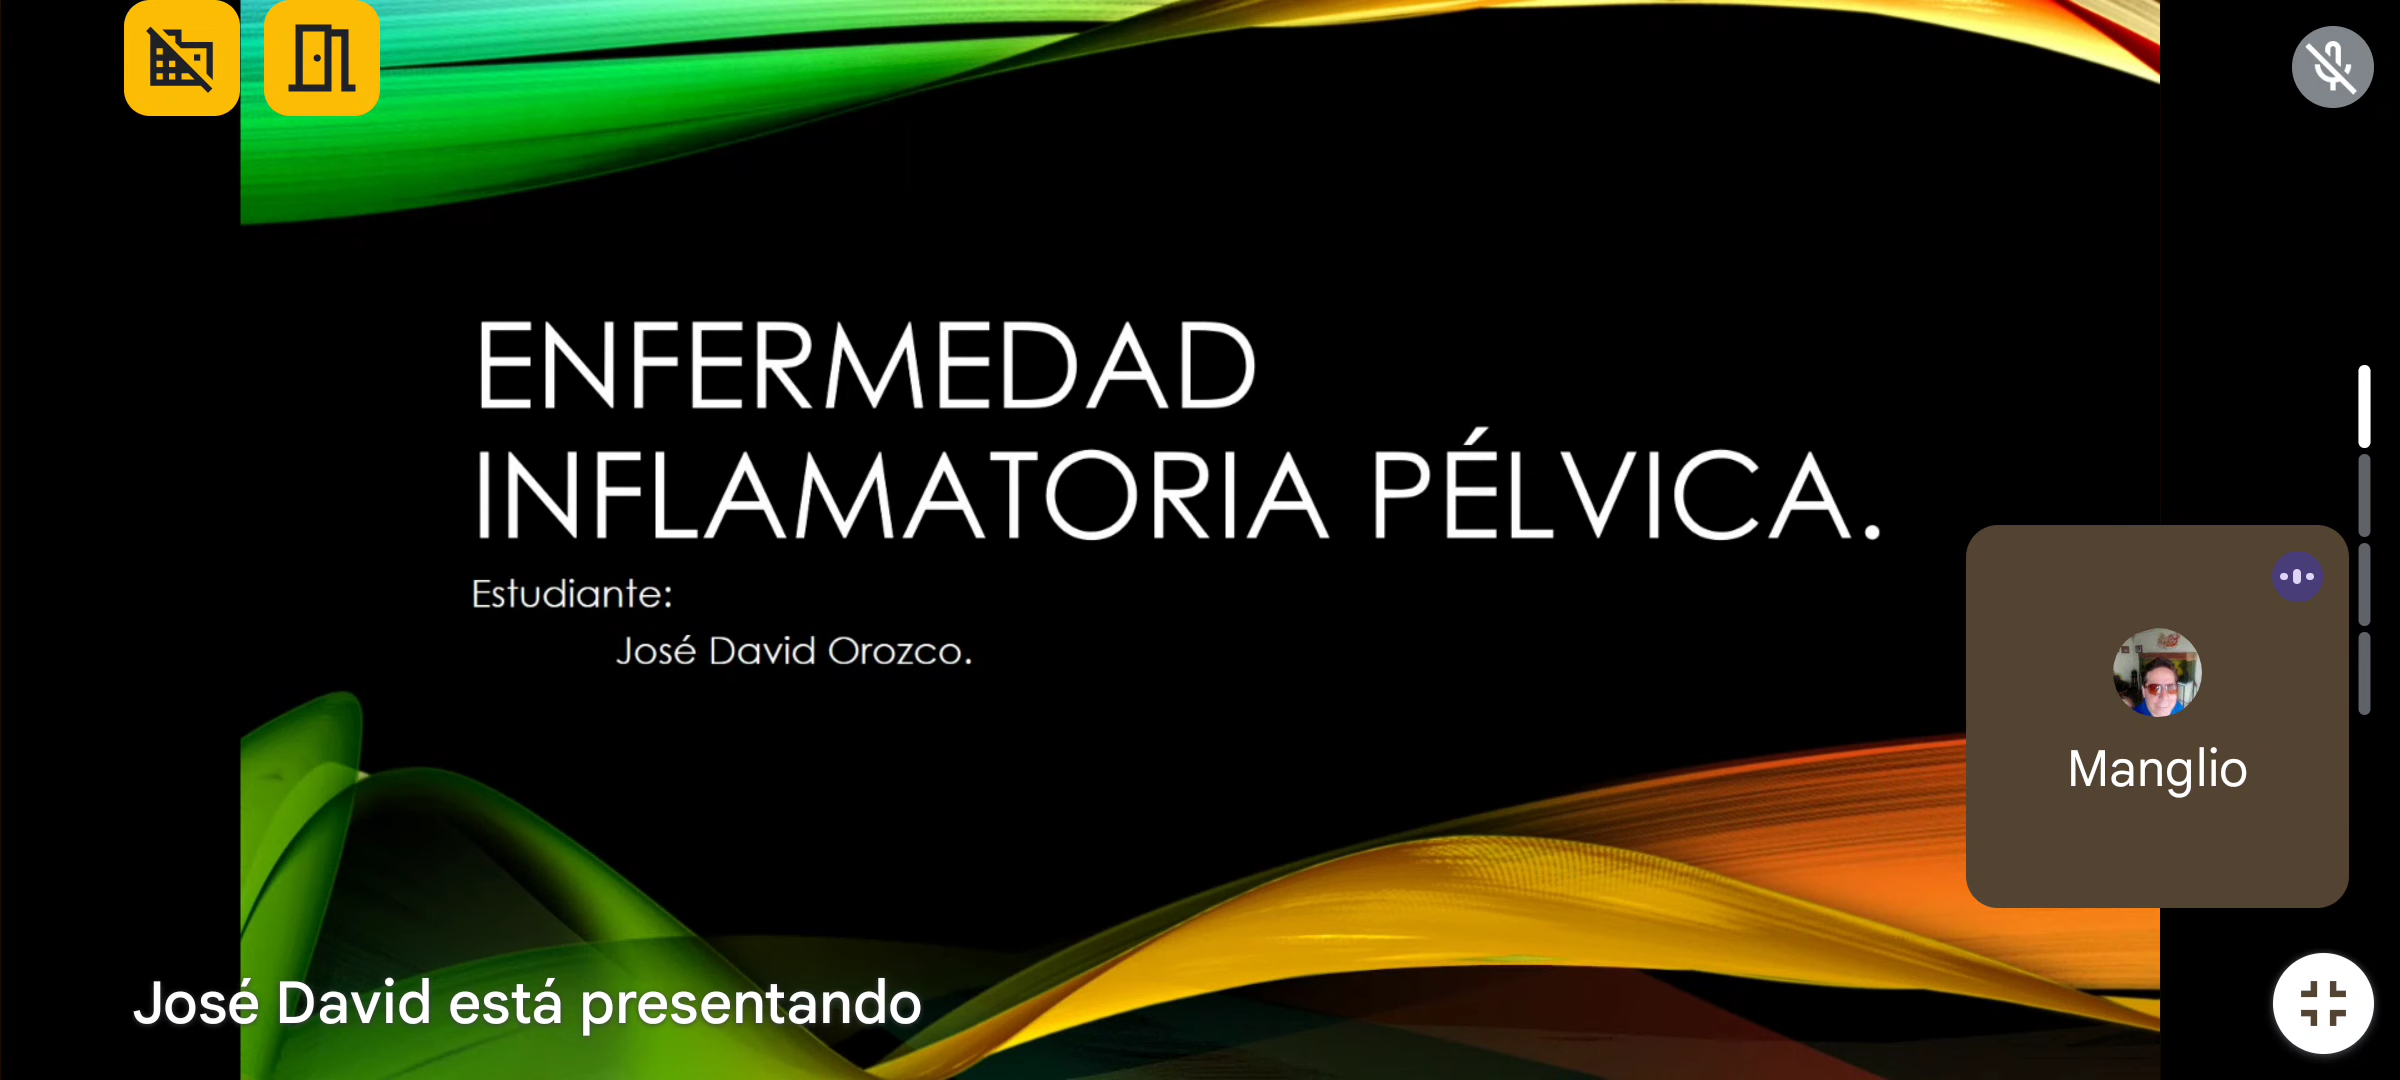 ENFERMEDAD
INFLAMATORIA PÉLVICA.
Estudiante:
José David Orozco.
Manglio
José David está presentando